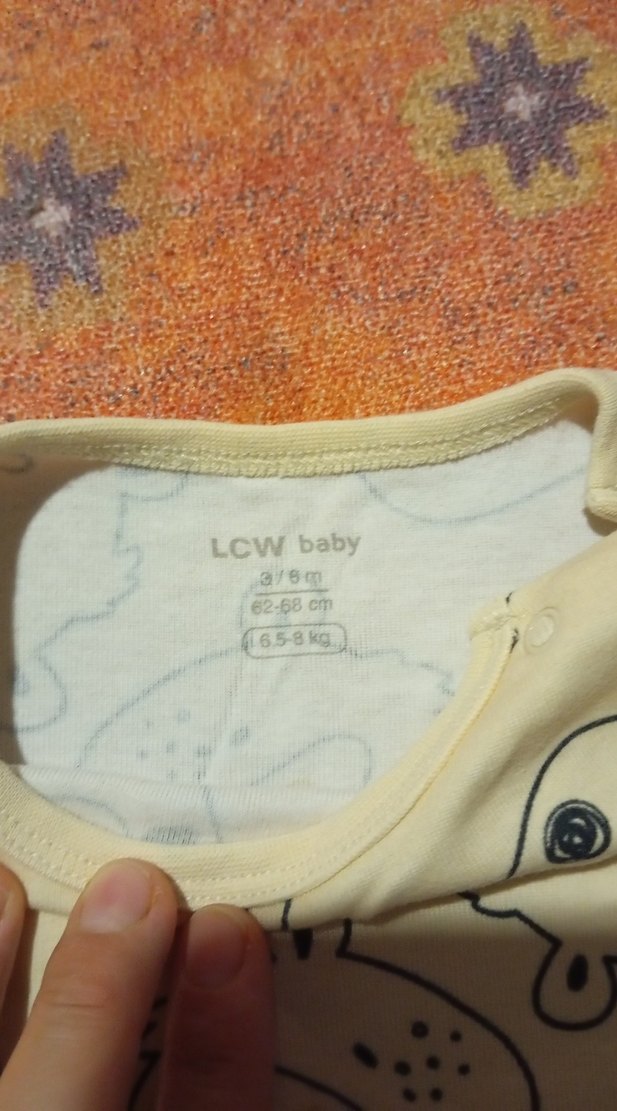 LCW baby
3/6 m
62-68 cm
6.5-8 kg